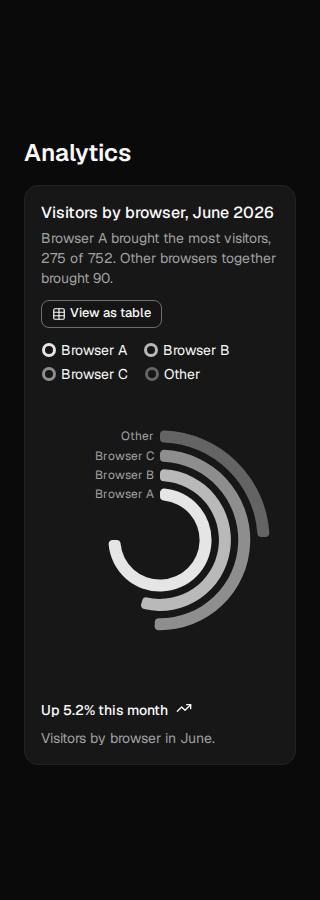 Analytics
Visitors by browser, June 2026
Browser A brought the most visitors,
275 of 752. Other browsers together
brought 90.
View as table
Browser A Browser B
Browser C Other
Other
Browser C
Browser B
Browser A
Up 5.2% this month
Visitors by browser in June.